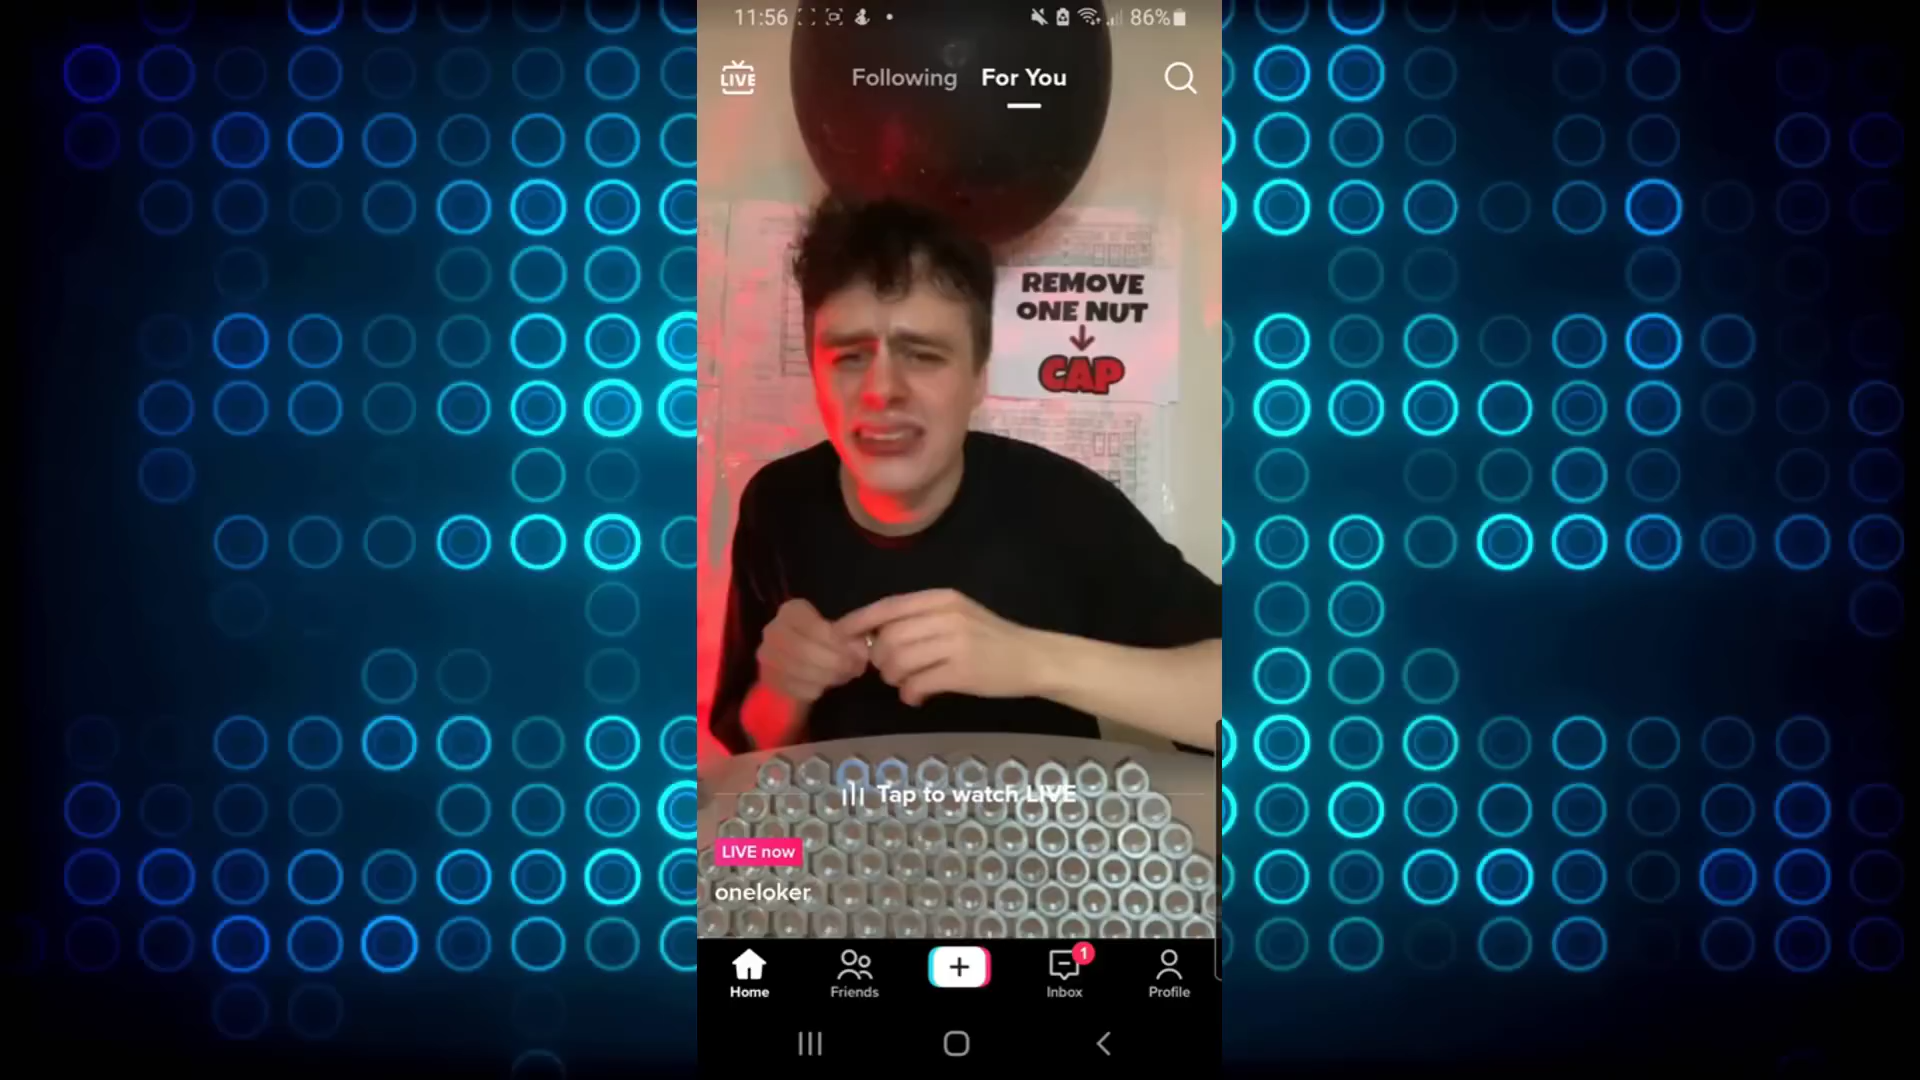 11:56
86%
LIVE
Following
For You
REMOVE
ONE NUT
CAP
Tap to watch LIVE
LIVE now
oneloker
1
Home
Friends
Inbox
Profile